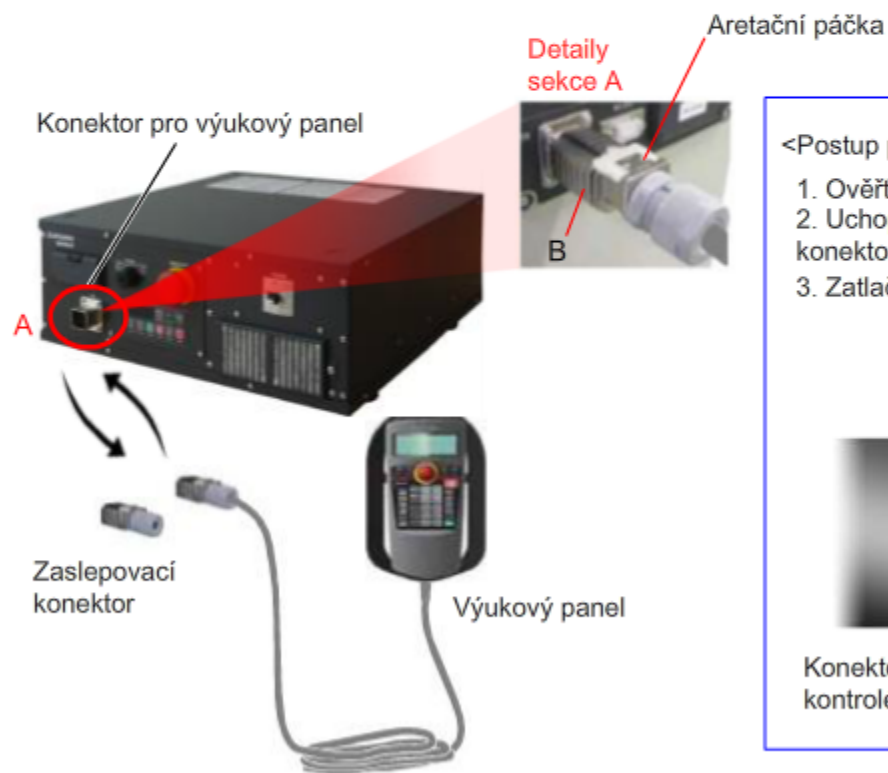 Aretační páčka
Detaily
sekce A
Konektor pro výukový panel
B
A
Zaslepovací
konektor
Výukový panel
<Postup
1. Ověřt
2. Ucho
konekto
3. Zatlač
Konekto
kontrole